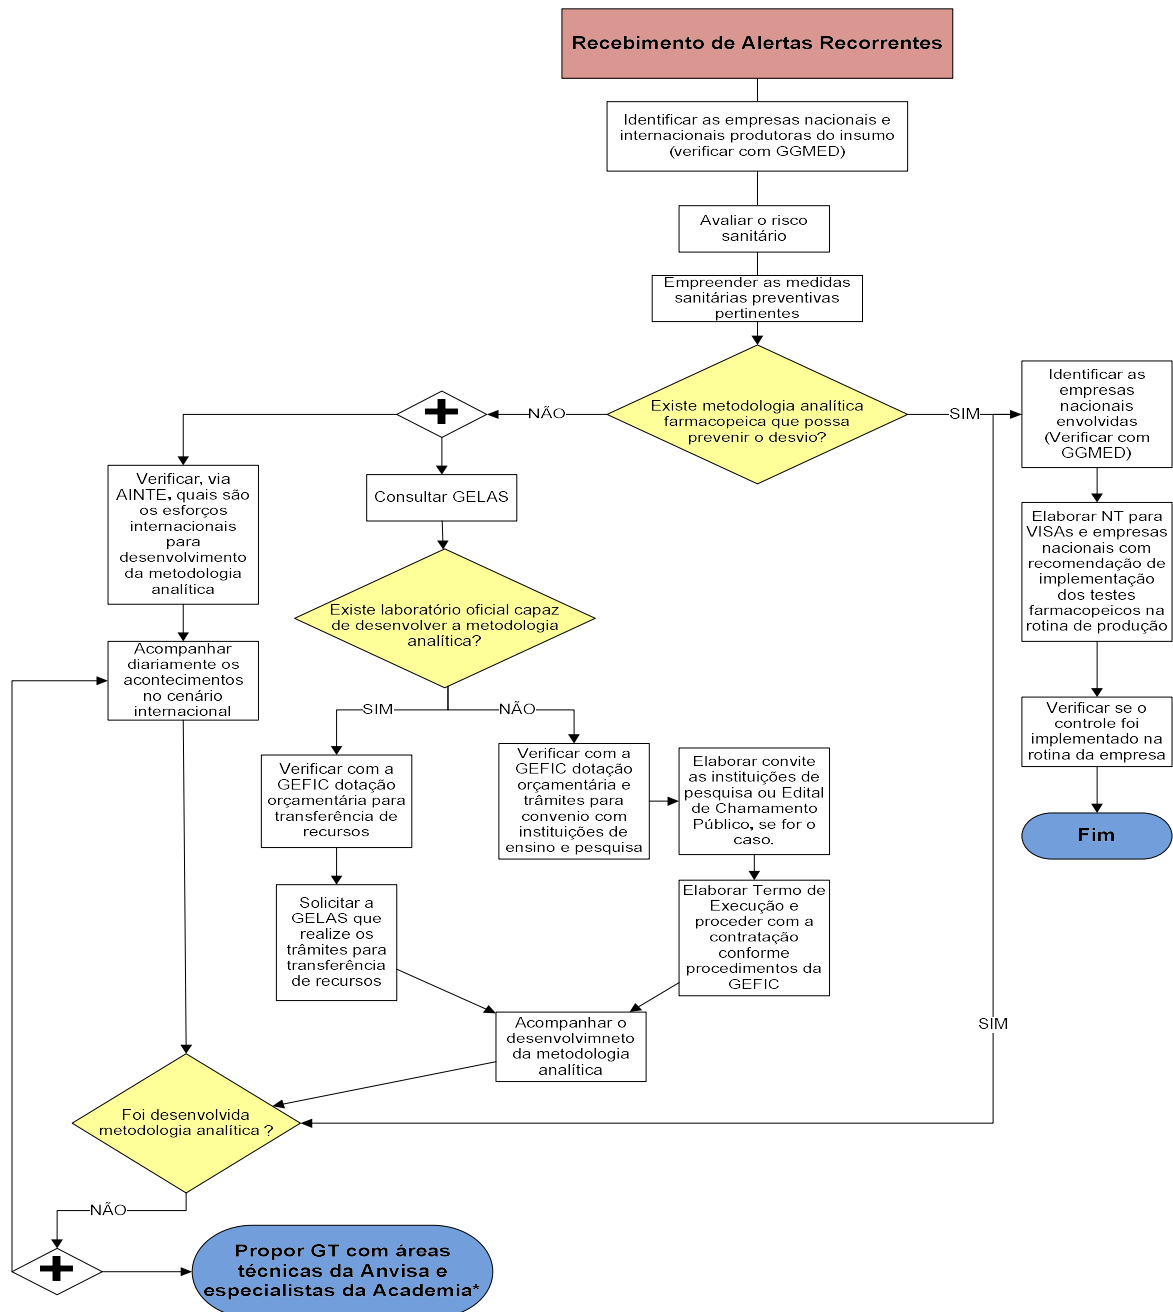 Recebimento de Alertas Recorrentes
Identificar as empresas nacionais e
internacionais produtoras do insumo
(verificar com GGMED)
Avaliar o risco
sanitário
Empreender as medidas
sanitárias preventivas
pertinentes
Existe metodologia analítica
farmacopeica que possa
prevenir o desvio?
NÃO
SIM
Identificar as
empresas
nacionais
envolvidas
(Verificar com
GGMED)
Elaborar NT para
VISAs e empresas
nacionais com
recomendação de
implementação
dos testes
farmacopeicos na
rotina de produção
Verificar se o
controle foi
implementado na
rotina da empresa
Fim
Verificar, via
AINTE, quais são
os esforços
internacionais
para
desenvolvimento
da metodologia
analítica
Acompanhar
diariamente os
acontecimentos
no cenário
internacional
Consultar GELAS
Existe laboratório oficial capaz
de desenvolver a metodologia
analítica?
SIM
NÃO
Verificar com a
GEFIC dotação
orçamentária para
transferência de
recursos
Solicitar a
GELAS que
realize os
trâmites para
transferência
de recursos
Verificar com a
GEFIC dotação
orçamentária e
trâmites para
convenio com
instituições de
ensino e pesquisa
Elaborar convite
as instituições de
pesquisa ou Edital
de Chamamento
Público, se for o
caso.
Elaborar Termo de
Execução e
proceder com a
contratação
conforme
procedimentos da
GEFIC
Acompanhar o
desenvolvimneto
da metodologia
analítica
SIM
Foi desenvolvida
metodologia analítica ?
NÃO
Propor GT com áreas
técnicas da Anvisa e
especialistas da Academia*